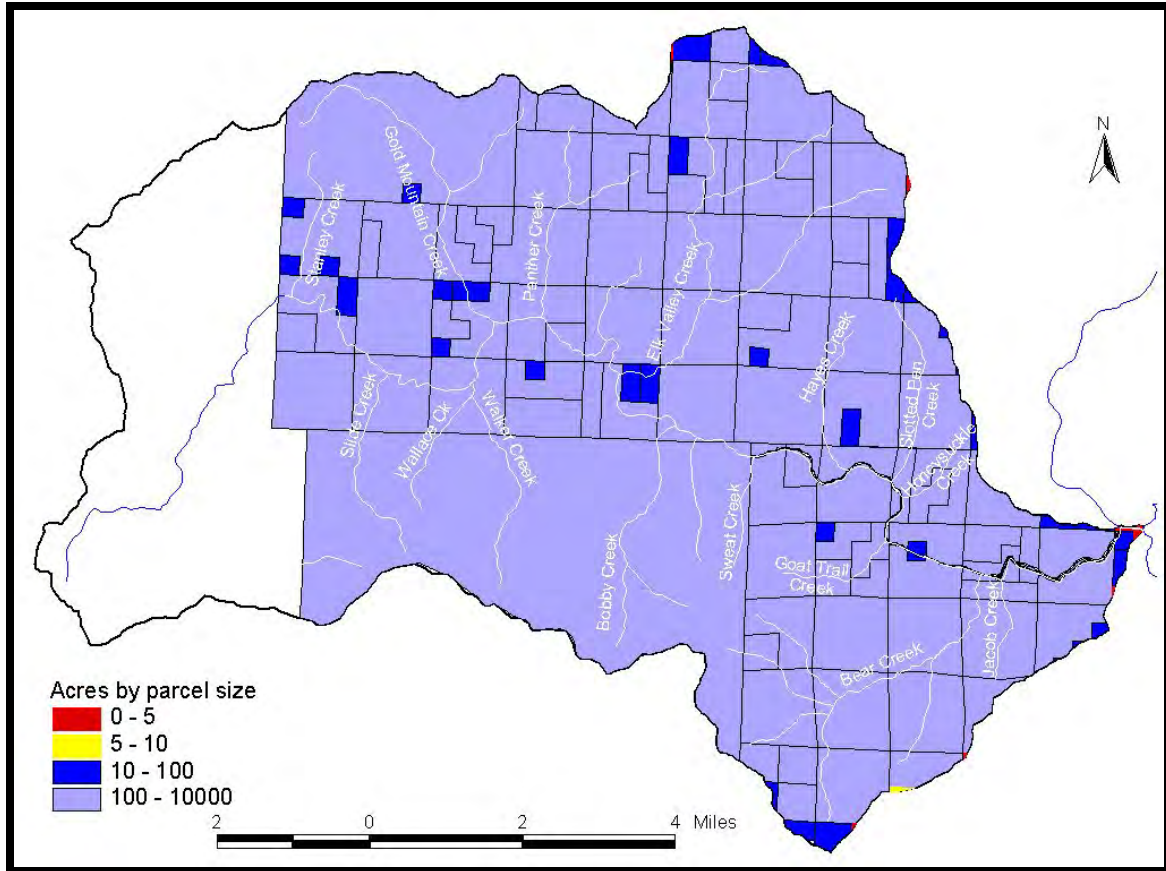 N
Gold Mountain Creek
Stanley Creek
Panther Creek
Elk Valley Creek
Hayes Creek
Slotted Pen
Creek
Honeysuckle
Creek
Slide Creek
Wallace Ck
Walker Creek
Bobby Creek
Sweat Creek
Goat Trail
Creek
Jacob Creek
Bear Creek
Acres by parcel size
0 - 5
5 - 10
10 - 100
100 - 10000
2 0 2 4 Miles